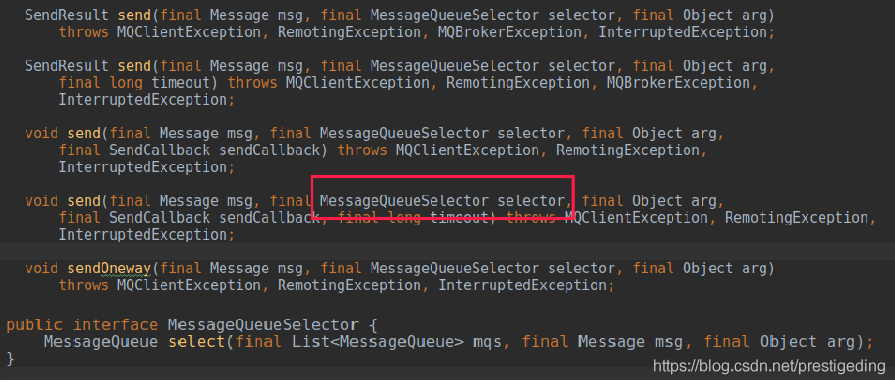 SendResult send(final Message msg, final MessageQueueSelector selector, final Object arg)
throws MQClientException, RemotingException, MQBrokerException, InterruptedException;
SendResult send(final Message msg, final MessageQueueSelector selector, final Object arg,
final long timeout) throws MQClientException, RemotingException, MQBrokerException,
InterruptedException;
void send(final Message msg, final MessageQueueSelector selector, final Object arg,
final SendCallback sendCallback) throws MQClientException, RemotingException,
InterruptedException;
void send(final Message msg, final MessageQueueSelector selector, final Object arg,
final SendCallback sendCallback, final long timeout) throws MQClientException, RemotingException,
InterruptedException;
void sendOneway(final Message msg, final MessageQueueSelector selector, final Object arg)
throws MQClientException, RemotingException, InterruptedException;
public interface MessageQueueSelector {
MessageQueue select(final List<MessageQueue> mqs, final Message msg, final Object arg);
}
https://blog.csdn.net/prestigeding